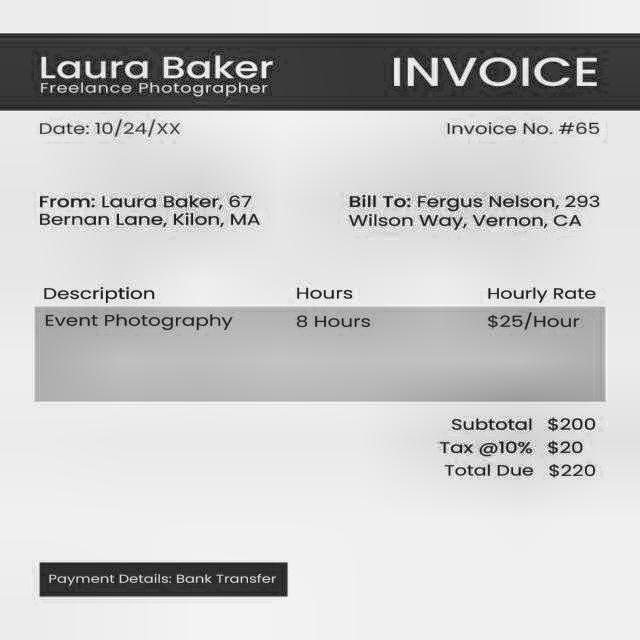 Laura Baker
Freelance Photographer
INVOICE
Date: 10/24/XX
Invoice No. #65
From: Laura Baker, 67
Bernan Lane, Kilon, MA
Bill To: Fergus Nelson, 293
Wilson Way, Vernon, CA
Description Hours Hourly Rate
Event Photography 8 Hours $25/Hour
Subtotal $200
Tax @10% $20
Total Due $220
Payment Details: Bank Transfer